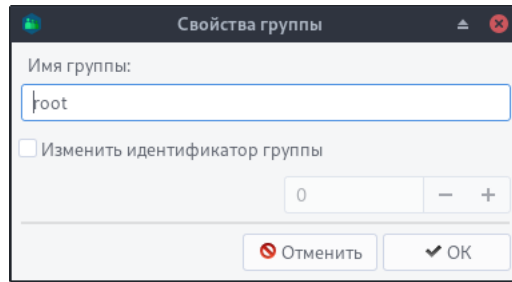 Свойства группы
Имя группы:
root
Изменить идентификатор группы
0
Отменить OK